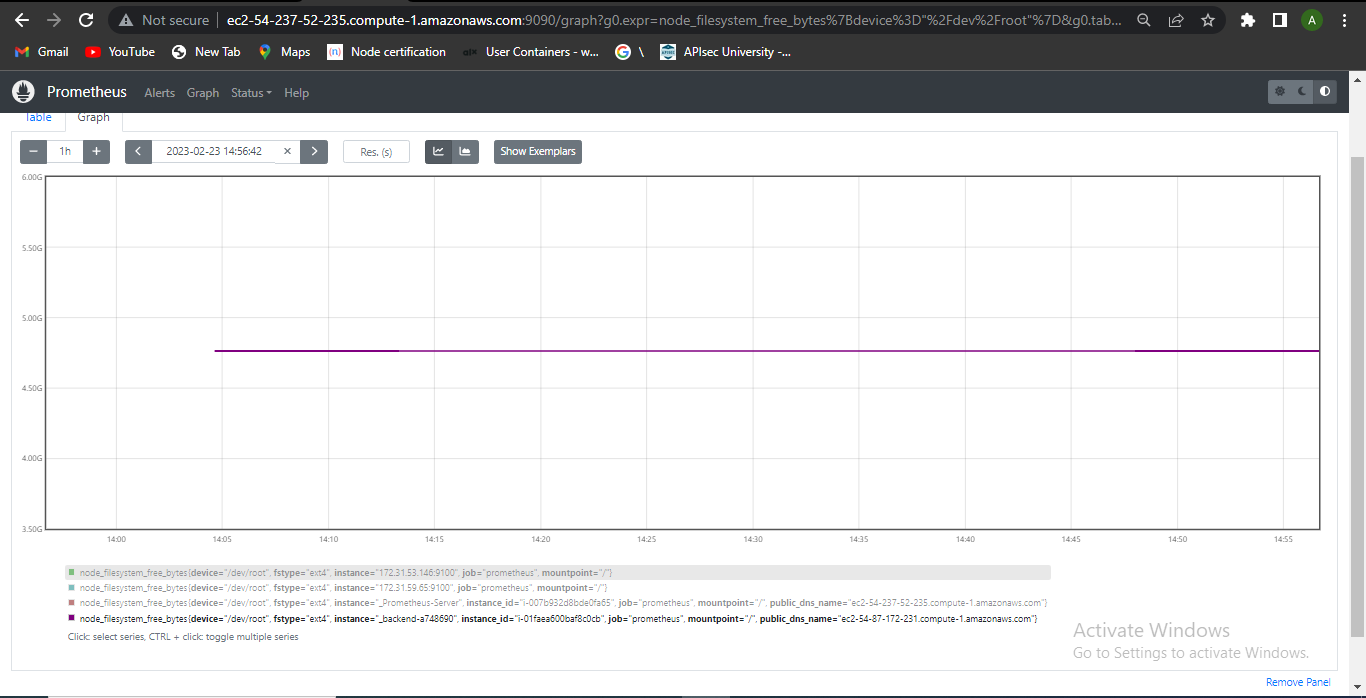 Not secure | ec2-54-237-52-235.compute-1.amazonaws.com:9090/graph?g0.expr=node_filesystem_free_bytes%7Bdevice%3D"%2Fdev%2Froot"%7D&g0.tab... A
Gmail YouTube New Tab Maps {n} Node certification User Containers - w... \ APIsec University -...
Prometheus Alerts Graph Status Help
Table Graph
− 1h + < 2023-02-23 14:56:42 × > Res. (s) Show Exemplars
6.00G
5.50G
5.00G
4.50G
4.00G
3.50G
14:00 14:05 14:10 14:15 14:20 14:25 14:30 14:35 14:40 14:45 14:50 14:55
node_filesystem_free_bytes{device="/dev/root", fstype="ext4", instance="172.31.53.146:9100", job="prometheus", mountpoint="/"}
node_filesystem_free_bytes{device="/dev/root", fstype="ext4", instance="172.31.59.65:9100", job="prometheus", mountpoint="/"}
node_filesystem_free_bytes{device="/dev/root", fstype="ext4", instance="_Prometheus-Server", instance_id="i-007b932d8bde0fa65", job="prometheus", mountpoint="/", public_dns_name="ec2-54-237-52-235.compute-1.amazonaws.com"}
node_filesystem_free_bytes{device="/dev/root", fstype="ext4", instance="_backend-a748690", instance_id="i-01faea600baf8c0cb", job="prometheus", mountpoint="/", public_dns_name="ec2-54-87-172-231.compute-1.amazonaws.com"}
Click: select series, CTRL + click: toggle multiple series
Activate Windows
Go to Settings to activate Windows.
Remove Panel